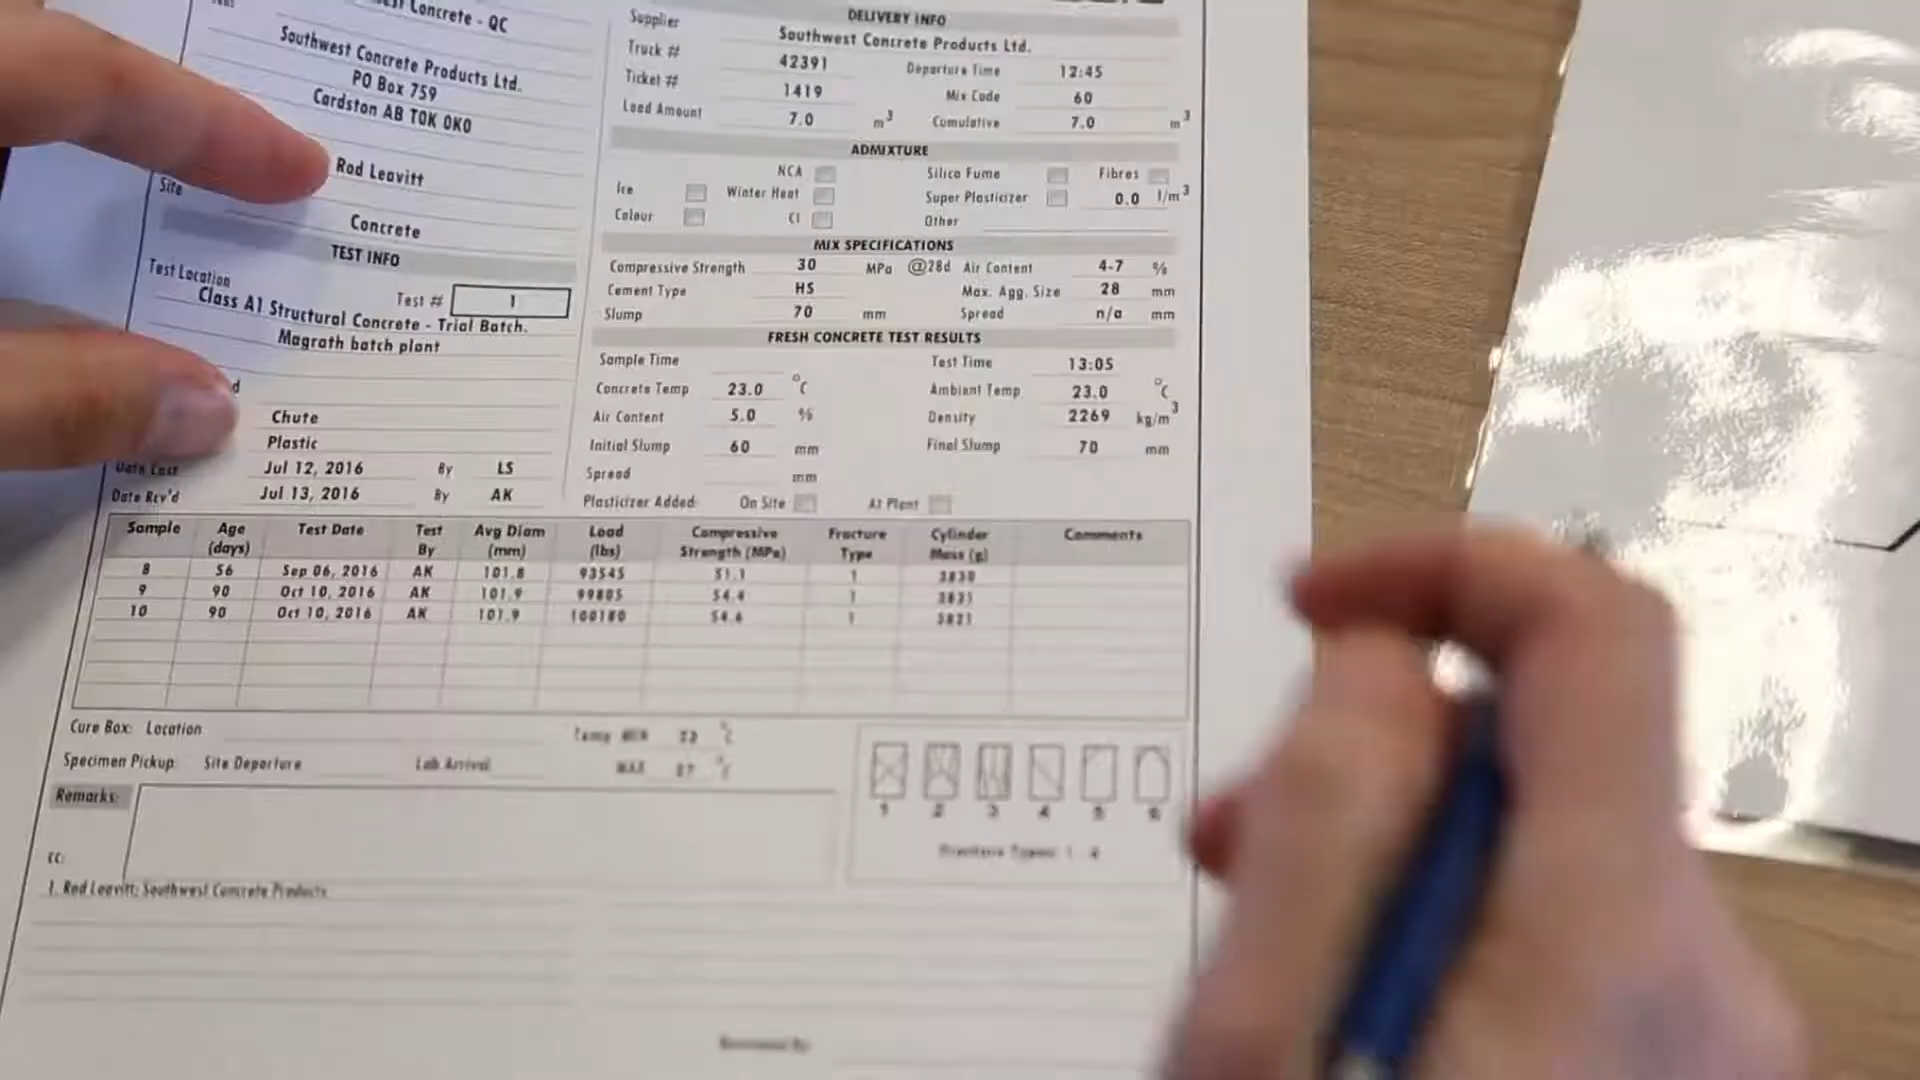 Concrete - QC
Southwest Concrete Products Ltd.
PO Box 759
Cardston AB T0K 0K0
Rod Leavitt
Site
Concrete
TEST INFO
Test Location
Test # 1
Class A1 Structural Concrete - Trial Batch.
Magrath batch plant
Chute
Plastic
Date Cast Jul 12, 2016 By LS
Date Rcv'd Jul 13, 2016 By AK
DELIVERY INFO
Supplier Southwest Concrete Products Ltd.
Truck # 42391 Departure Time 12:45
Ticket # 1419 Mix Code 60
Load Amount 7.0 m³ Cumulative 7.0 m³
ADMIXTURE
NCA Silica Fume Fibres
Ice Winter Heat Super Plasticizer 0.0 l/m³
Colour Cl Other
MIX SPECIFICATIONS
Compressive Strength 30 MPa @28d Air Content 4-7 %
Cement Type HS Max. Agg. Size 28 mm
Slump 70 mm Spread n/a mm
FRESH CONCRETE TEST RESULTS
Sample Time Test Time 13:05
Concrete Temp 23.0 °C Ambient Temp 23.0 °C
Air Content 5.0 % Density 2269 kg/m³
Initial Slump 60 mm Final Slump 70 mm
Spread mm
Plasticizer Added: On Site At Plant
Sample Age (days) Test Date Test By Avg Diam (mm) Load (lbs) Compressive Strength (MPa) Fracture Type Cylinder Mass (g) Comments
8 56 Sep 06, 2016 AK 101.8 93545 51.1 1
9 90 Oct 10, 2016 AK 101.9 99805 54.4 1
10 90 Oct 10, 2016 AK 101.9 100180 54.6 1
Cure Box: Location Temp MIN °C
Specimen Pickup: Site Departure Lab Arrival MAX °C
Remarks:
1 2 3 4 5 6
Fracture Types: 1 - 6
CC:
1. Rod Leavitt; Southwest Concrete Products
Reviewed By